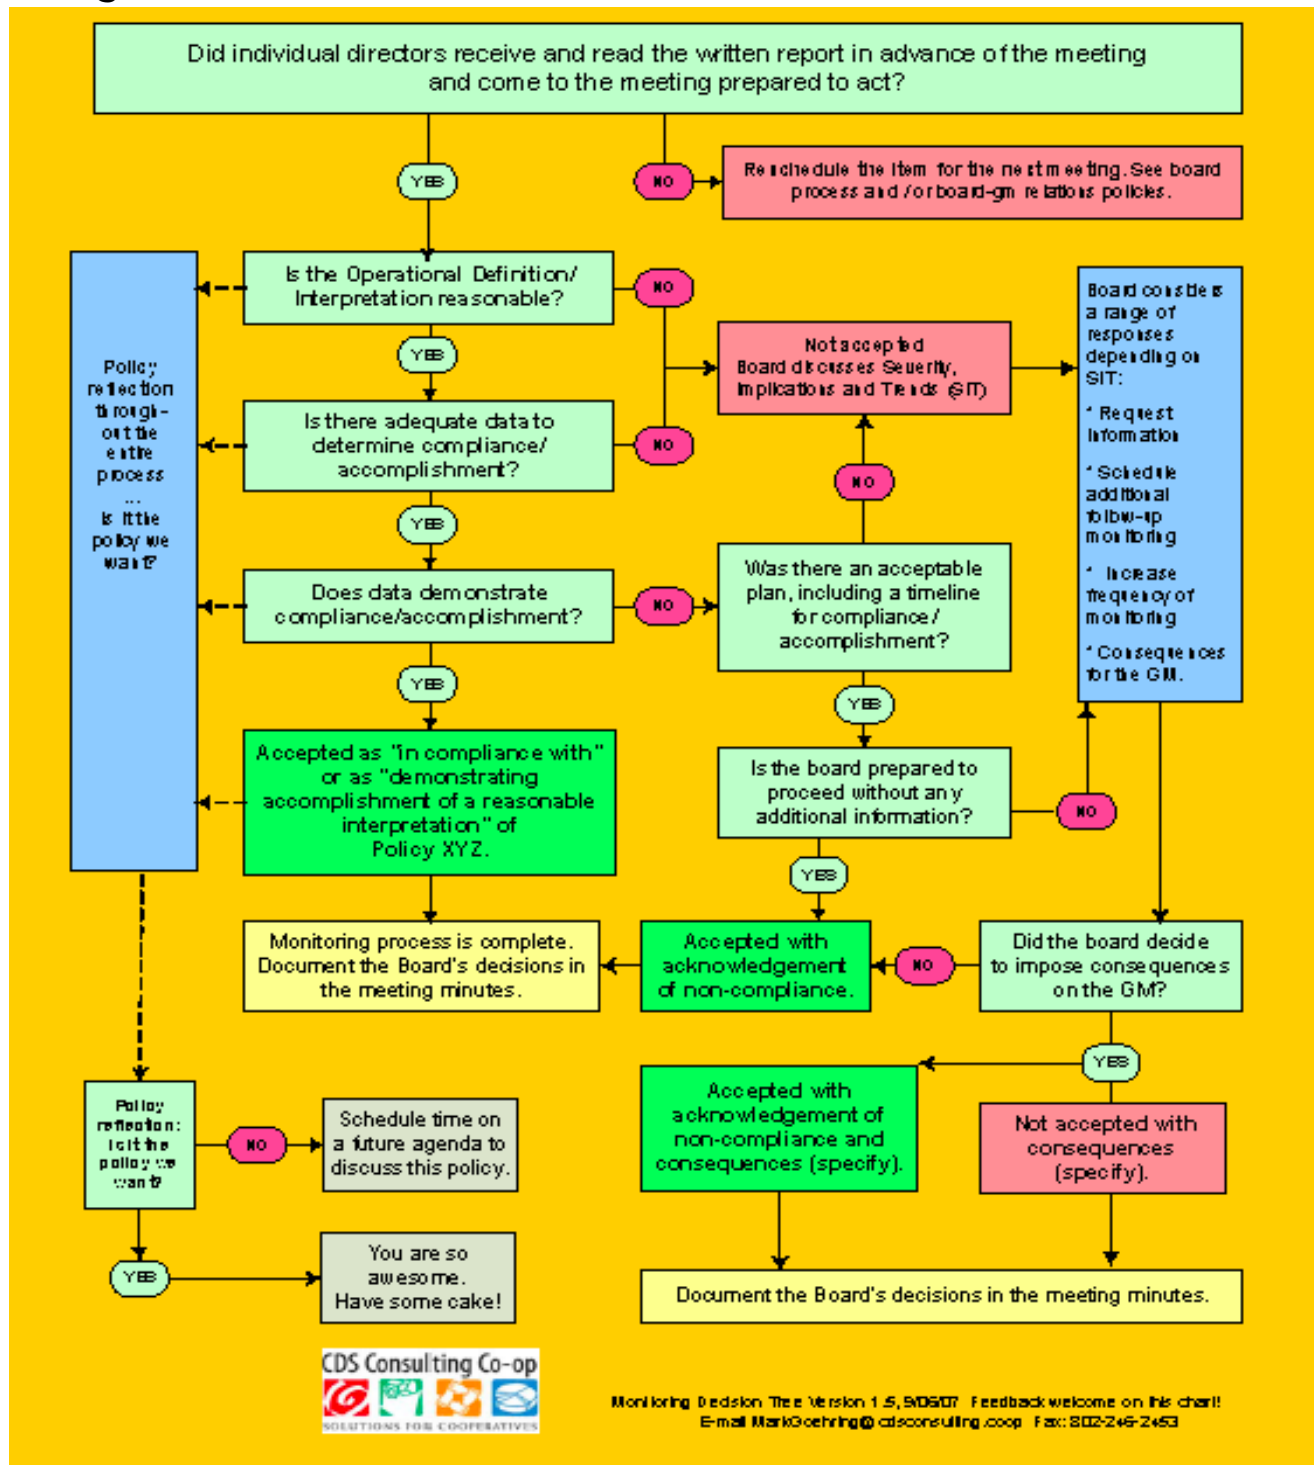 Did individual directors receive and read the written report in advance of the meeting
and come to the meeting prepared to act?
YES
NO
Reschedule the item for the next meeting. See board
process and /or board-gm relations policies.
Is the Operational Definition/
Interpretation reasonable?
NO
YES
Policy
reflection
through-
out the
entire
process
...
Is it the
policy we
want?
Not accepted
Board discusses Severity,
Implications and Trends (SIT)
Board considers
a range of
responses
depending on
SIT:
* Request
Information
* Schedule
additional
follow-up
monitoring
* Increase
frequency of
monitoring
* Consequences
for the GM.
Is there adequate data to
determine compliance/
accomplishment?
NO
NO
YES
Does data demonstrate
compliance/accomplishment?
NO
Was there an acceptable
plan, including a timeline
for compliance/
accomplishment?
YES
YES
Accepted as "in compliance with"
or as "demonstrating
accomplishment of a reasonable
interpretation" of
Policy XYZ.
Is the board prepared to
proceed without any
additional information?
NO
YES
Monitoring process is complete.
Document the Board's decisions in
the meeting minutes.
Accepted with
acknowledgement
of non-compliance.
NO
Did the board decide
to impose consequences
on the GM?
YES
Policy
reflection:
is it the
policy we
want?
NO
Schedule time on
a future agenda to
discuss this policy.
Accepted with
acknowledgement of
non-compliance and
consequences (specify).
Not accepted with
consequences
(specify).
YES
You are so
awesome.
Have some cake!
Document the Board's decisions in the meeting minutes.
CDS Consulting Co-op
SOLUTIONS FOR COOPERATIVES
Monitoring Decision Tree Version 1.5, 9/06/07 Feedback welcome on this chart!
E-mail MarkGoehring@cdsconsulting.coop Fax: 802-246-2453